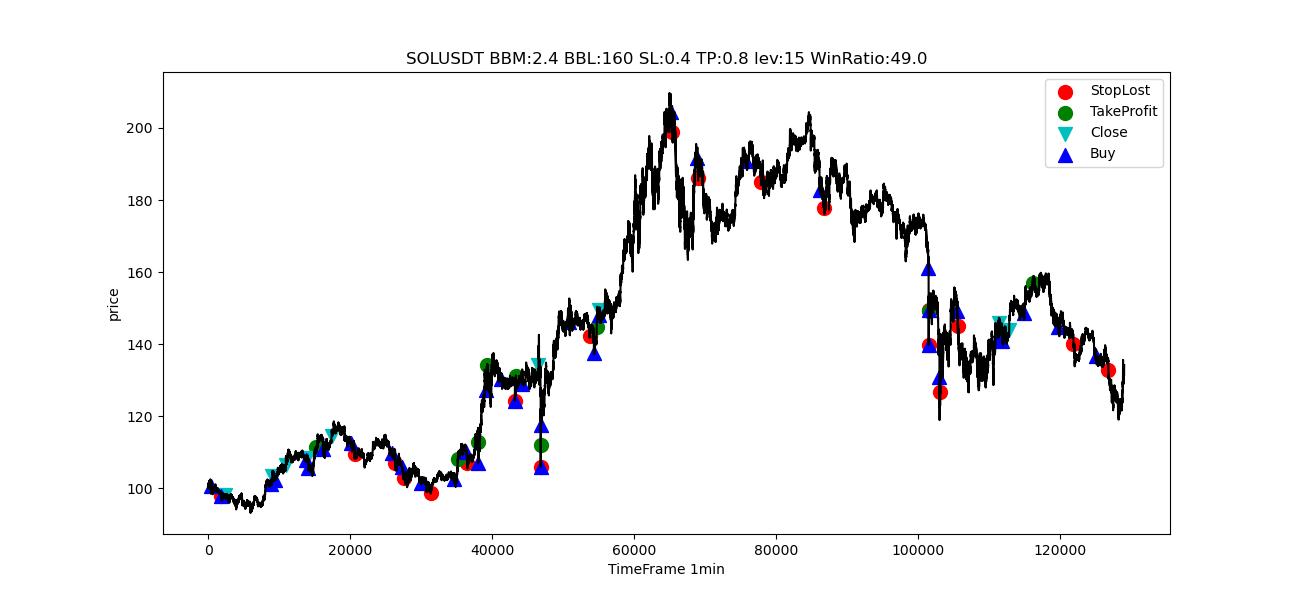 SOLUSDT BBM:2.4 BBL:160 SL:0.4 TP:0.8 lev:15 WinRatio:49.0
StopLost
TakeProfit
Close
Buy
price
200
180
160
140
120
100
0 20000 40000 60000 80000 100000 120000
TimeFrame 1min